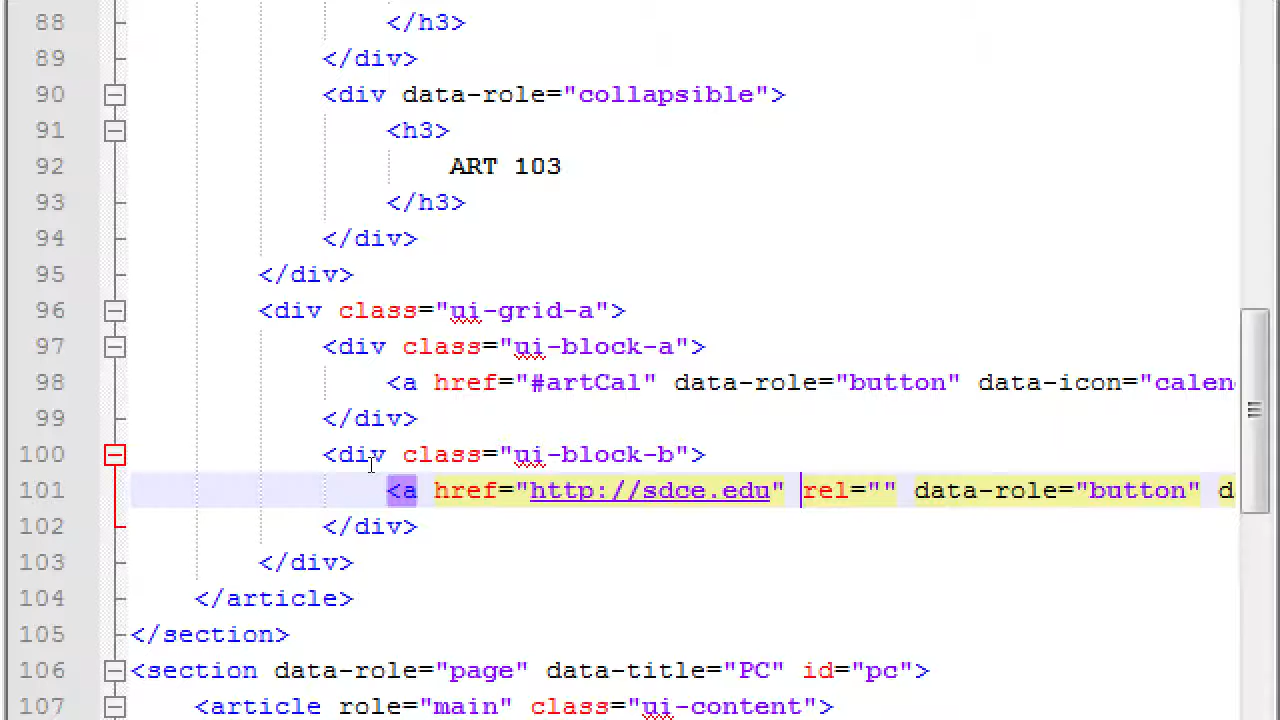 88 </h3>
89 </div>
90 <div data-role="collapsible">
91 <h3>
92 ART 103
93 </h3>
94 </div>
95 </div>
96 <div class="ui-grid-a">
97 <div class="ui-block-a">
98 <a href="#artCal" data-role="button" data-icon="calen
99 </div>
100 <div class="ui-block-b">
101 <a href="http://sdce.edu" rel="" data-role="button" d
102 </div>
103 </div>
104 </article>
105 </section>
106 <section data-role="page" data-title="PC" id="pc">
107 <article role="main" class="ui-content">